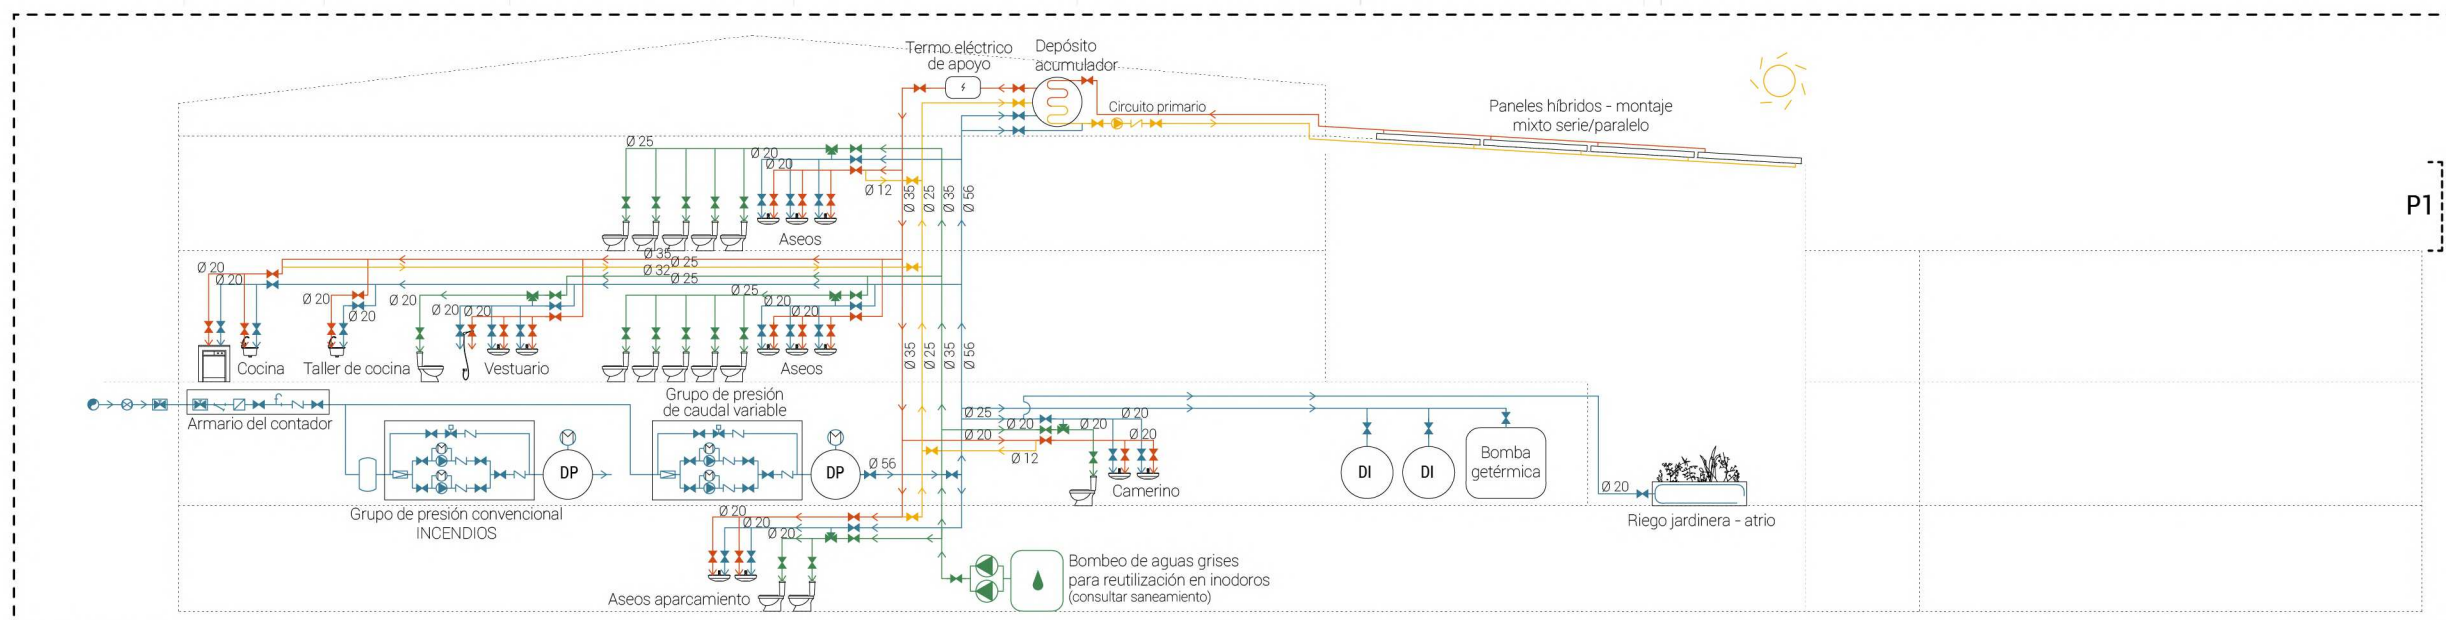 Termo eléctrico
de apoyo
Depósito
acumulador
Circuito primario
Paneles híbridos - montaje
mixto serie/paralelo
P1
Ø 25
Ø 20
Ø 20
Ø 12
Ø 35
Ø 25
Ø 35
Ø 56
Aseos
Ø 35
Ø 25
Ø 32
Ø 25
Ø 20
Ø 20
Ø 20
Ø 20
Ø 20
Ø 20
Ø 20
Ø 25
Ø 20
Ø 20
Ø 35
Ø 25
Ø 35
Ø 56
Cocina
Taller de cocina
Vestuario
Aseos
Armario del contador
Grupo de presión
de caudal variable
M
M
M
DP
M
M
M
DP
Ø 56
Grupo de presión convencional
INCENDIOS
Ø 25
Ø 20
Ø 20
Ø 20
Ø 20
Ø 20
Ø 12
Camerino
DI
DI
Bomba
getérmica
Ø 20
Riego jardinera - atrio
Ø 20
Ø 20
Ø 20
Aseos aparcamiento
Bombeo de aguas grises
para reutilización en inodoros
(consultar saneamiento)